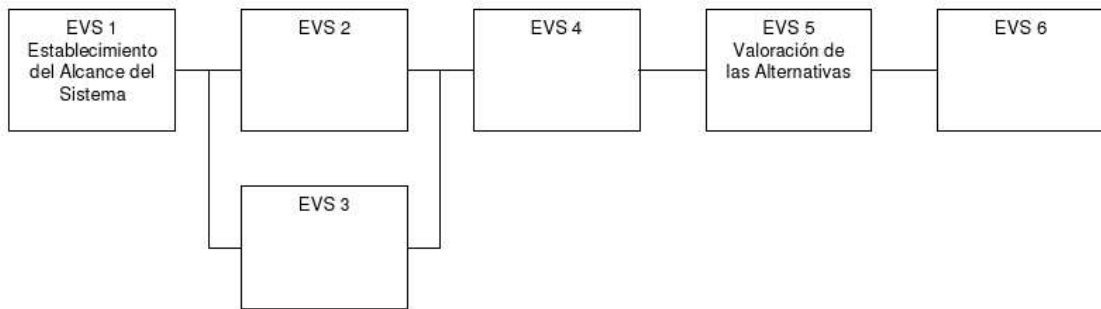 EVS 1
Establecimiento
del Alcance del
Sistema
EVS 2
EVS 3
EVS 4
EVS 5
Valoración de
las Alternativas
EVS 6